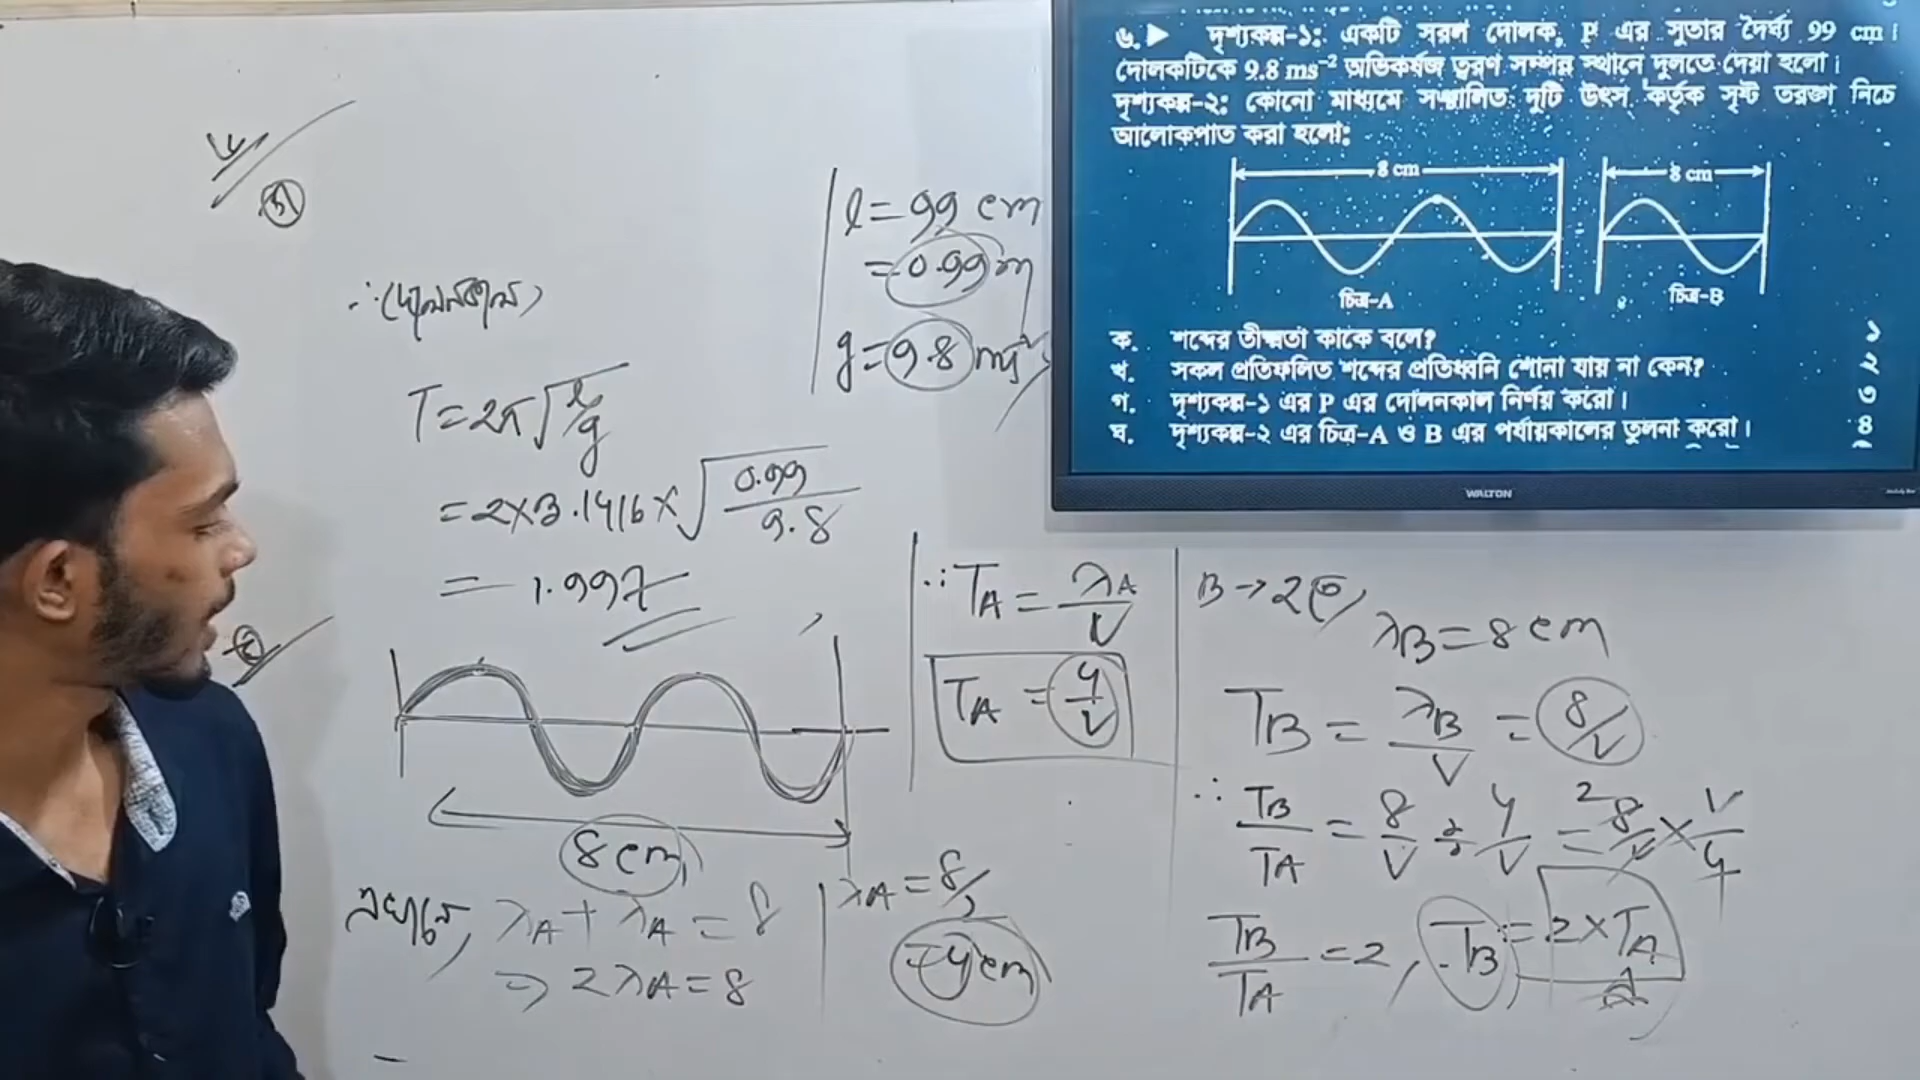 ৬. ▶ দৃশ্যকল্প-১: একটি সরল দোলক, P এর সুতার দৈর্ঘ্য 99 cm।
দোলকটিকে 9.8 ms⁻² অভিকর্ষজ ত্বরণ সম্পন্ন স্থানে দুলতে দেয়া হলো।
দৃশ্যকল্প-২: কোনো মাধ্যমে সঞ্চালিত দুটি উৎস কর্তৃক সৃষ্ট তরঙ্গ নিচে
আলোকপাত করা হলো:
8 cm
8 cm
চিত্র-A
চিত্র-B
ক. শব্দের তীক্ষ্ণতা কাকে বলে? ১
খ. সকল প্রতিফলিত শব্দের প্রতিধ্বনি শোনা যায় না কেন? ২
গ. দৃশ্যকল্প-১ এর P এর দোলনকাল নির্ণয় করো। ৩
ঘ. দৃশ্যকল্প-২ এর চিত্র-A ও B এর পর্যায়কালের তুলনা করো। ৪
WALTON
l = 99 cm
= 0.99 m
g = 9.8 ms⁻²
∴ দোলনকাল,
T = 2π√l/g
= 2×3.1416×√0.99/9.8
= 1.997
8 cm
এখানে, λA + λA = 8
⇒ 2λA = 8
λA = 8/2
= 4 cm
∴ TA = λA/V
TA = 4/V
B → 
λB = 8 cm
TB = λB/V = 8/V
∴ TB/TA = 8/V ÷ 4/V = 8/V × V/4
TB/TA = 2, TB = 2×TA